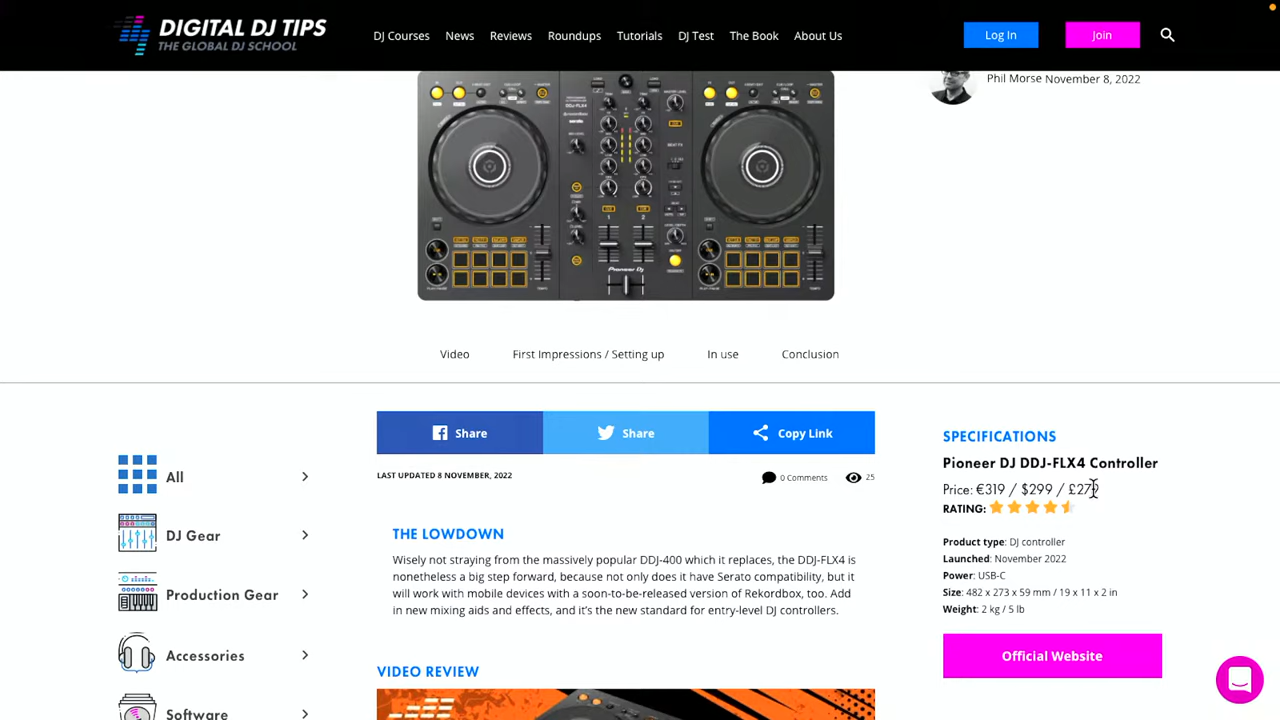 DIGITAL DJ TIPS
THE GLOBAL DJ SCHOOL
DJ Courses
News
Reviews
Roundups
Tutorials
DJ Test
The Book
About Us
Log In
Join
Phil Morse November 8, 2022
DDJ-FLX4
serato
1
2
Pioneer Dj
Video
First Impressions / Setting up
In use
Conclusion
Share
Share
Copy Link
LAST UPDATED 8 NOVEMBER, 2022
0 Comments
25
All
DJ Gear
Production Gear
Accessories
Software
THE LOWDOWN
Wisely not straying from the massively popular DDJ-400 which it replaces, the DDJ-FLX4 is
nonetheless a big step forward, because not only does it have Serato compatibility, but it
will work with mobile devices with a soon-to-be-released version of Rekordbox, too. Add
in new mixing aids and effects, and it's the new standard for entry-level DJ controllers.
VIDEO REVIEW
SPECIFICATIONS
Pioneer DJ DDJ-FLX4 Controller
Price: €319 / $299 / £279
RATING:
Product type: DJ controller
Launched: November 2022
Power: USB-C
Size: 482 x 273 x 59 mm / 19 x 11 x 2 in
Weight: 2 kg / 5 lb
Official Website